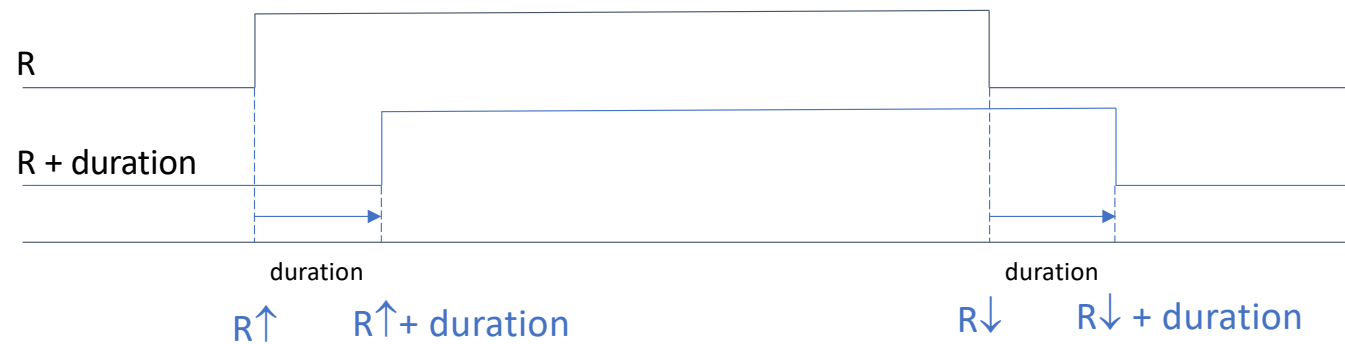 R
R + duration
duration duration
R↑ R↑+ duration R↓ R↓ + duration